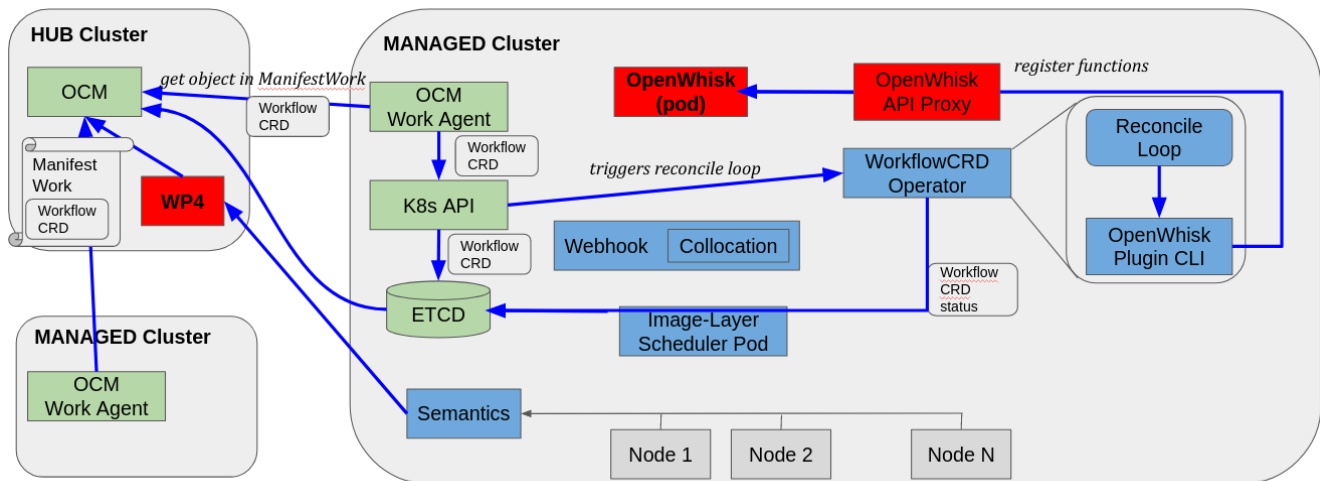 HUB Cluster
OCM
Manifest
Work
Workflow
CRD
WP4
get object in ManifestWork
Workflow
CRD
MANAGED Cluster
OCM
Work Agent
MANAGED Cluster
OCM
Work Agent
Workflow
CRD
K8s API
Workflow
CRD
ETCD
OpenWhisk
(pod)
OpenWhisk
API Proxy
register functions
triggers reconcile loop
WorkflowCRD
Operator
Reconcile
Loop
OpenWhisk
Plugin CLI
Webhook
Collocation
Workflow
CRD
status
Image-Layer
Scheduler Pod
Semantics
Node 1
Node 2
Node N